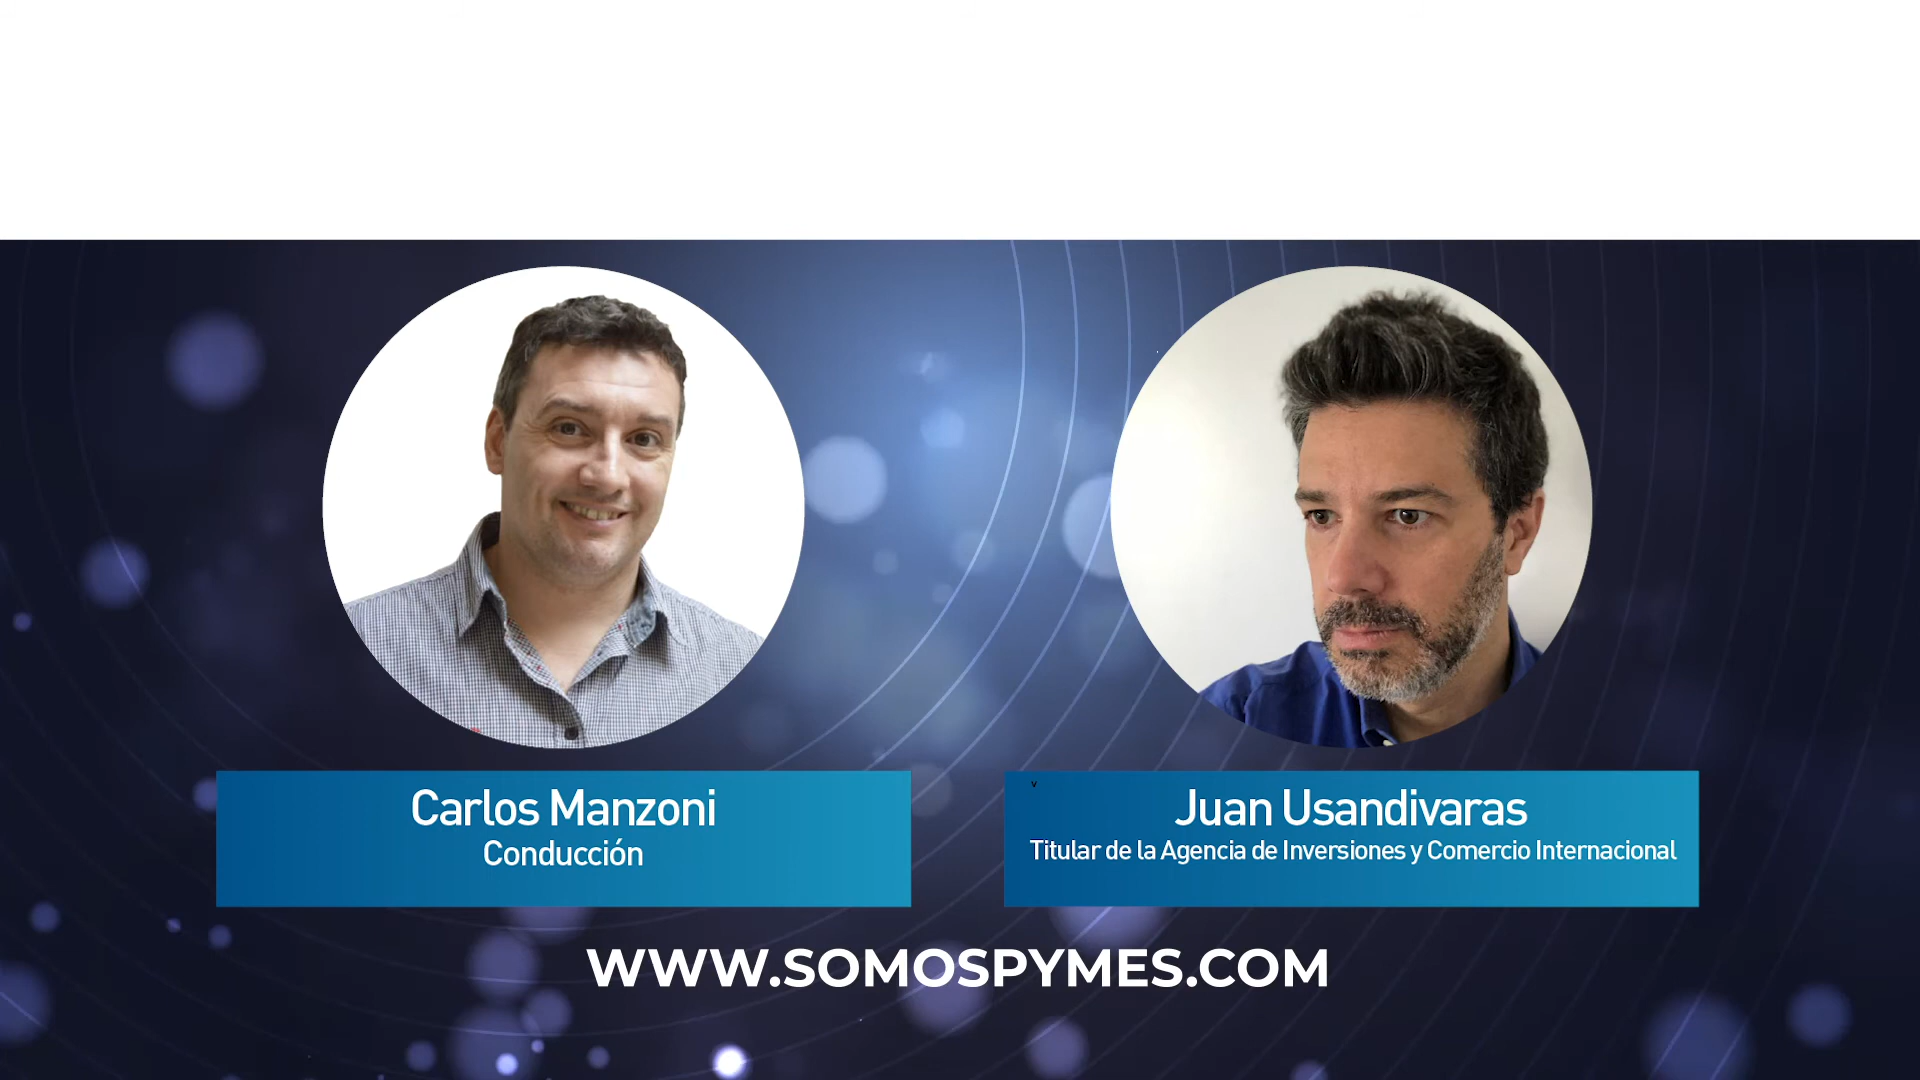 Carlos Manzoni
Conducción
v
Juan Usandivaras
Titular de la Agencia de Inversiones y Comercio Internacional
WWW.SOMOSPYMES.COM